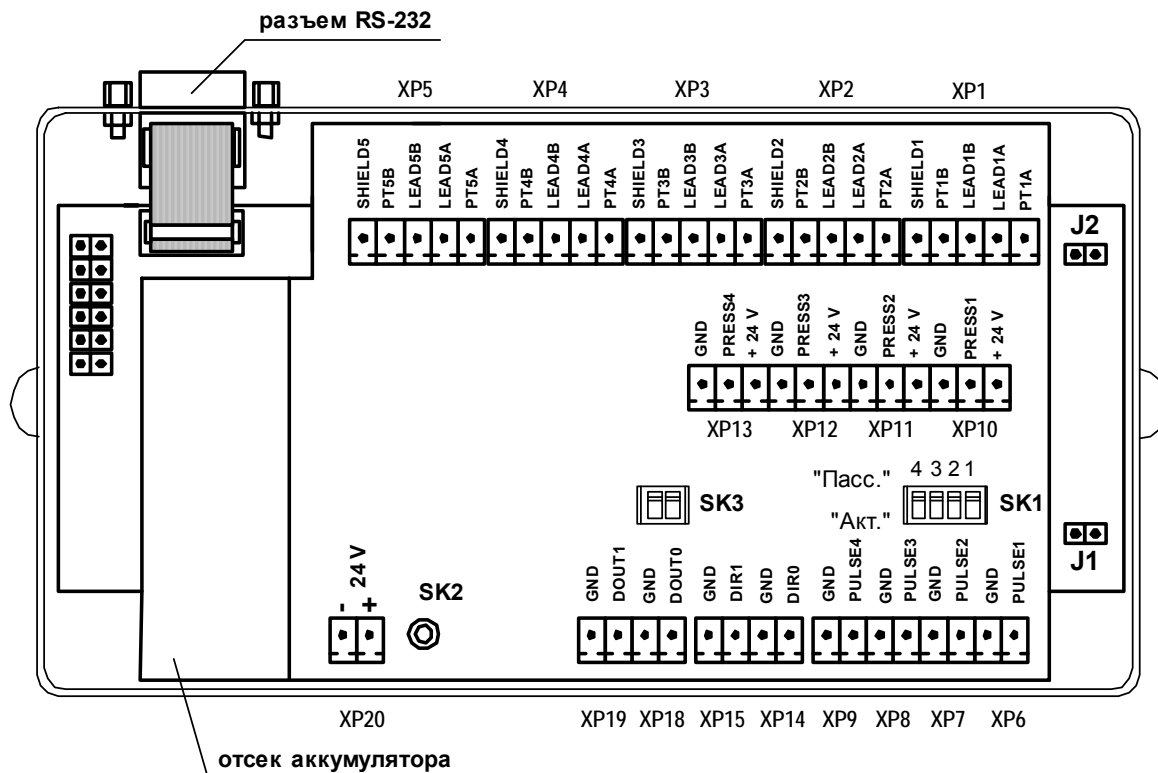 разъем RS-232
XP5 XP4 XP3 XP2 XP1
SHIELD5 PT5B LEAD5B LEAD5A PT5A SHIELD4 PT4B LEAD4B LEAD4A PT4A SHIELD3 PT3B LEAD3B LEAD3A PT3A SHIELD2 PT2B LEAD2B LEAD2A PT2A SHIELD1 PT1B LEAD1B LEAD1A PT1A
J2
GND PRESS4 + 24 V GND PRESS3 + 24 V GND PRESS2 + 24 V GND PRESS1 + 24 V
XP13 XP12 XP11 XP10
"Пасс." 4 3 2 1
SK3 SK1
"Акт."
J1
- + 24 V
SK2
GND DOUT1 GND DOUT0 GND DIR1 GND DIR0 GND PULSE4 GND PULSE3 GND PULSE2 GND PULSE1
XP20 XP19 XP18 XP15 XP14 XP9 XP8 XP7 XP6
отсек аккумулятора